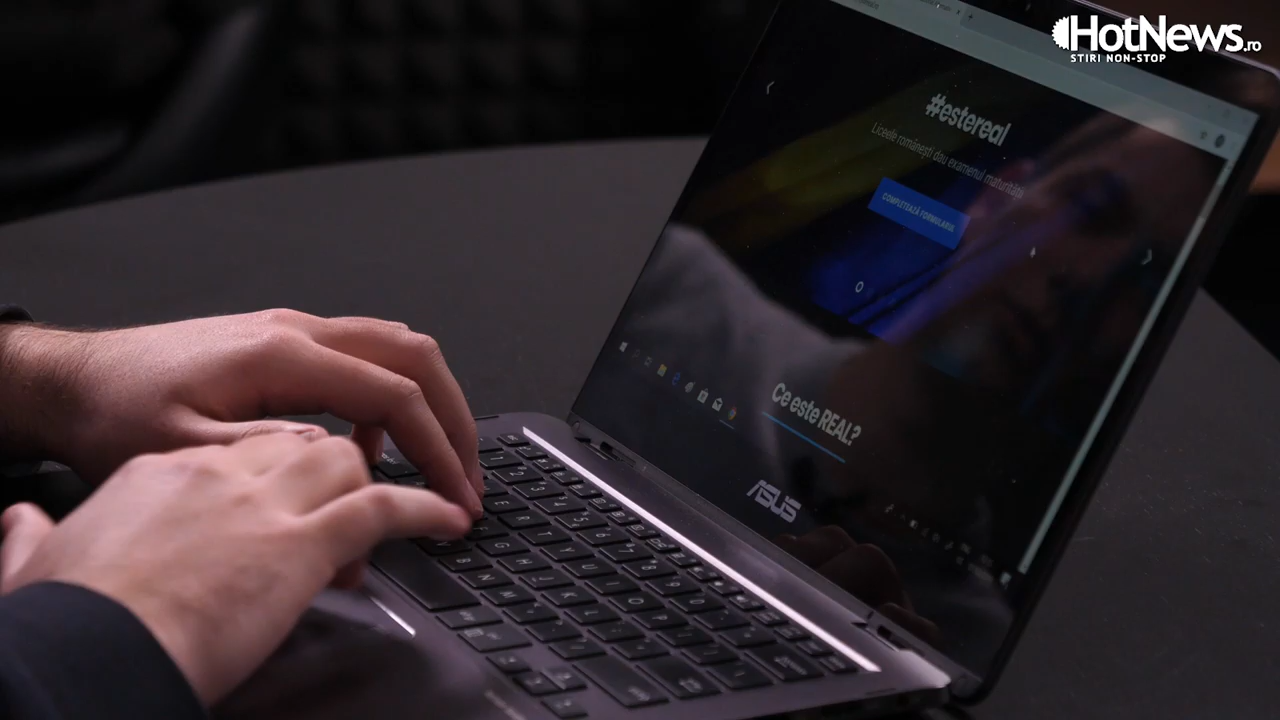 HotNews.ro
STIRI NON-STOP
#estereal
Liceele românești dau examenul maturității
COMPLETEAZĂ FORMULARUL
Ce este REAL?
ASUS